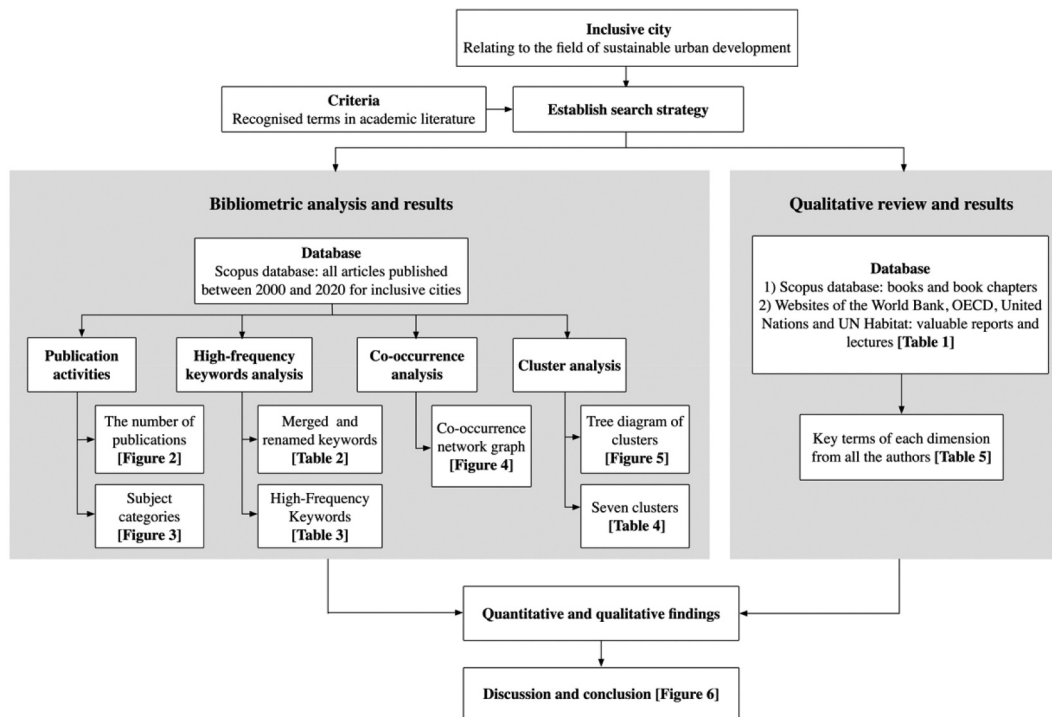 Inclusive city
Relating to the field of sustainable urban development
Criteria
Recognised terms in academic literature
Establish search strategy
Bibliometric analysis and results
Database
Scopus database: all articles published
between 2000 and 2020 for inclusive cities
Publication
activities
The number of
publications
[Figure 2]
Subject
categories
[Figure 3]
High-frequency
keywords analysis
Merged and
renamed keywords
[Table 2]
High-Frequency
Keywords
[Table 3]
Co-occurrence
analysis
Co-occurrence
network graph
[Figure 4]
Cluster analysis
Tree diagram of
clusters
[Figure 5]
Seven clusters
[Table 4]
Qualitative review and results
Database
1) Scopus database: books and book chapters
2) Websites of the World Bank, OECD, United
Nations and UN Habitat: valuable reports and
lectures [Table 1]
Key terms of each dimension
from all the authors [Table 5]
Quantitative and qualitative findings
Discussion and conclusion [Figure 6]